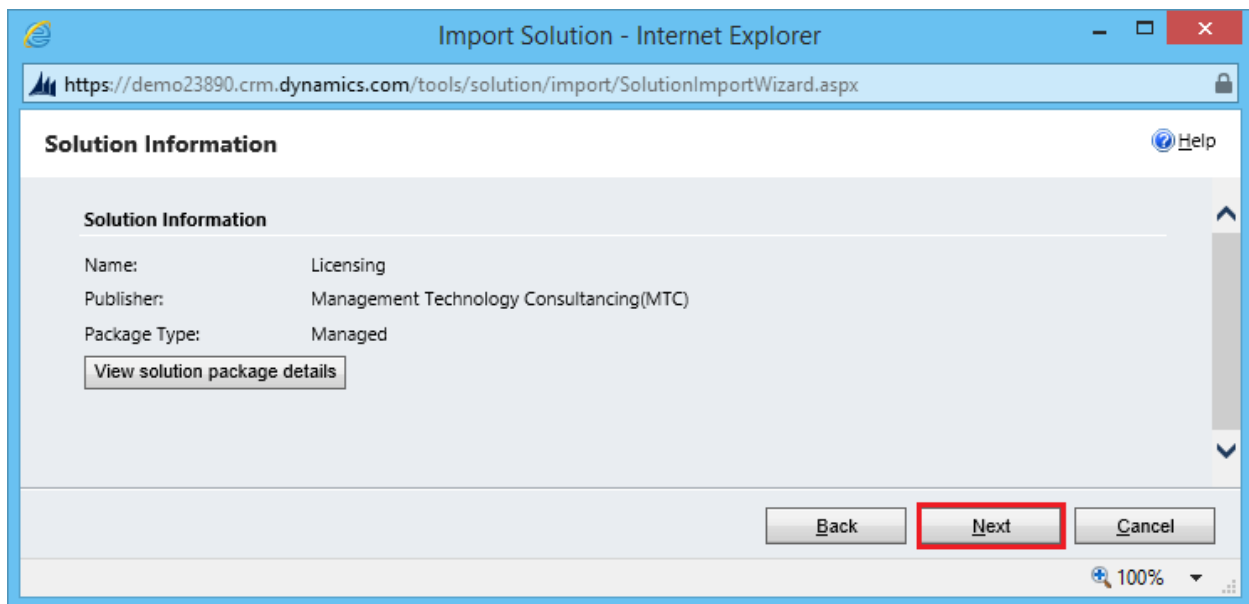 Import Solution - Internet Explorer
https://demo23890.crm.dynamics.com/tools/solution/import/SolutionImportWizard.aspx
Solution Information
Help
Solution Information
Name: Licensing
Publisher: Management Technology Consultancing(MTC)
Package Type: Managed
View solution package details
Back Next Cancel
100%